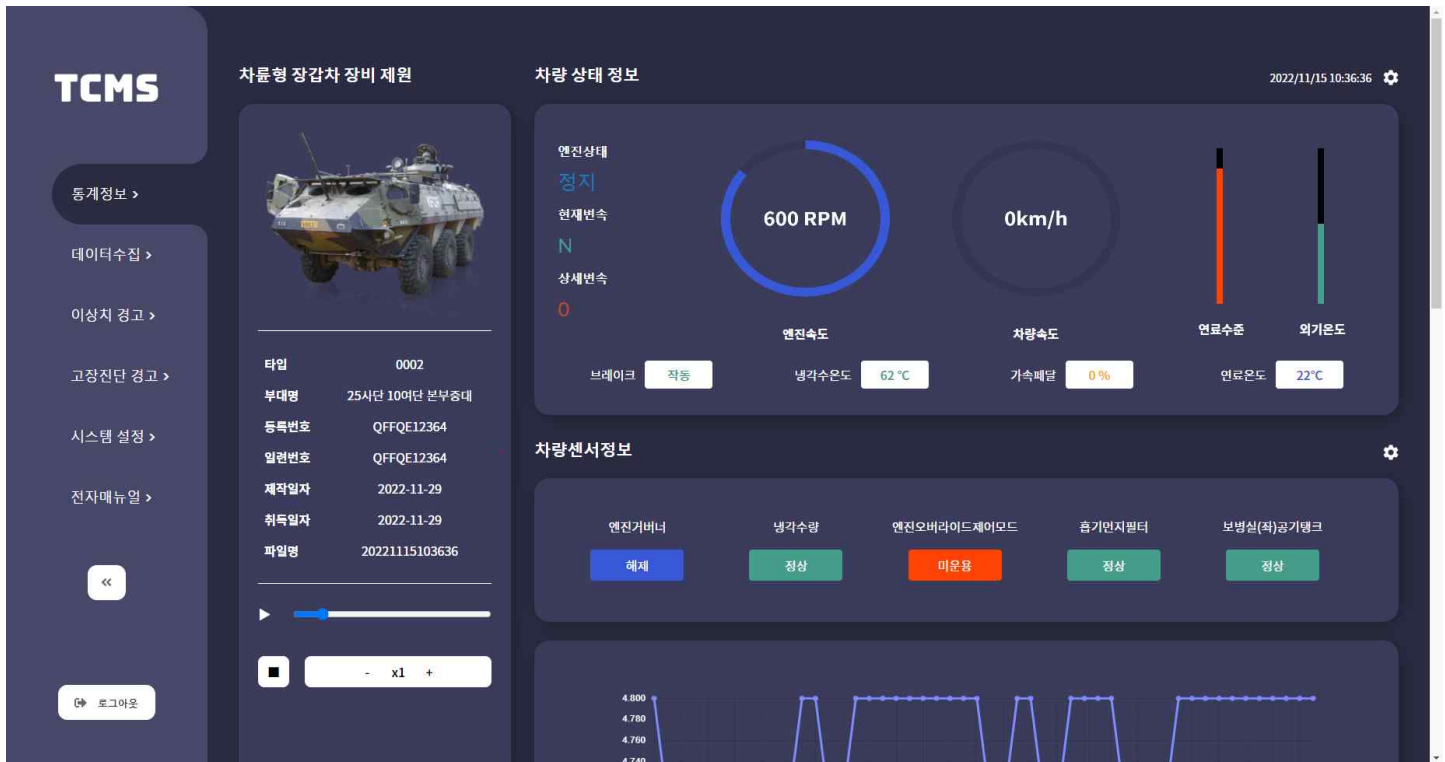 TCMS
통계정보 >
데이터수집 >
이상치 경고 >
고장진단 경고 >
시스템 설정 >
전자매뉴얼 >
«
로그아웃
차륜형 장갑차 장비 제원
타입 0002
부대명 25사단 10여단 본부중대
등록번호 QFFQE12364
일련번호 QFFQE12364
제작일자 2022-11-29
취득일자 2022-11-29
파일명 20221115103636
- x1 +
차량 상태 정보
2022/11/15 10:36:36
엔진상태
정지
현재변속
N
상세변속
0
600 RPM
엔진속도
0km/h
차량속도
연료수준
외기온도
브레이크 작동
냉각수온도 62 ℃
가속페달 0 %
연료온도 22℃
차량센서정보
엔진거버너 냉각수량 엔진오버라이드제어모드 흡기먼지필터 보병실(좌)공기탱크
해제 정상 미운용 정상 정상
4.800
4.780
4.760
4.740